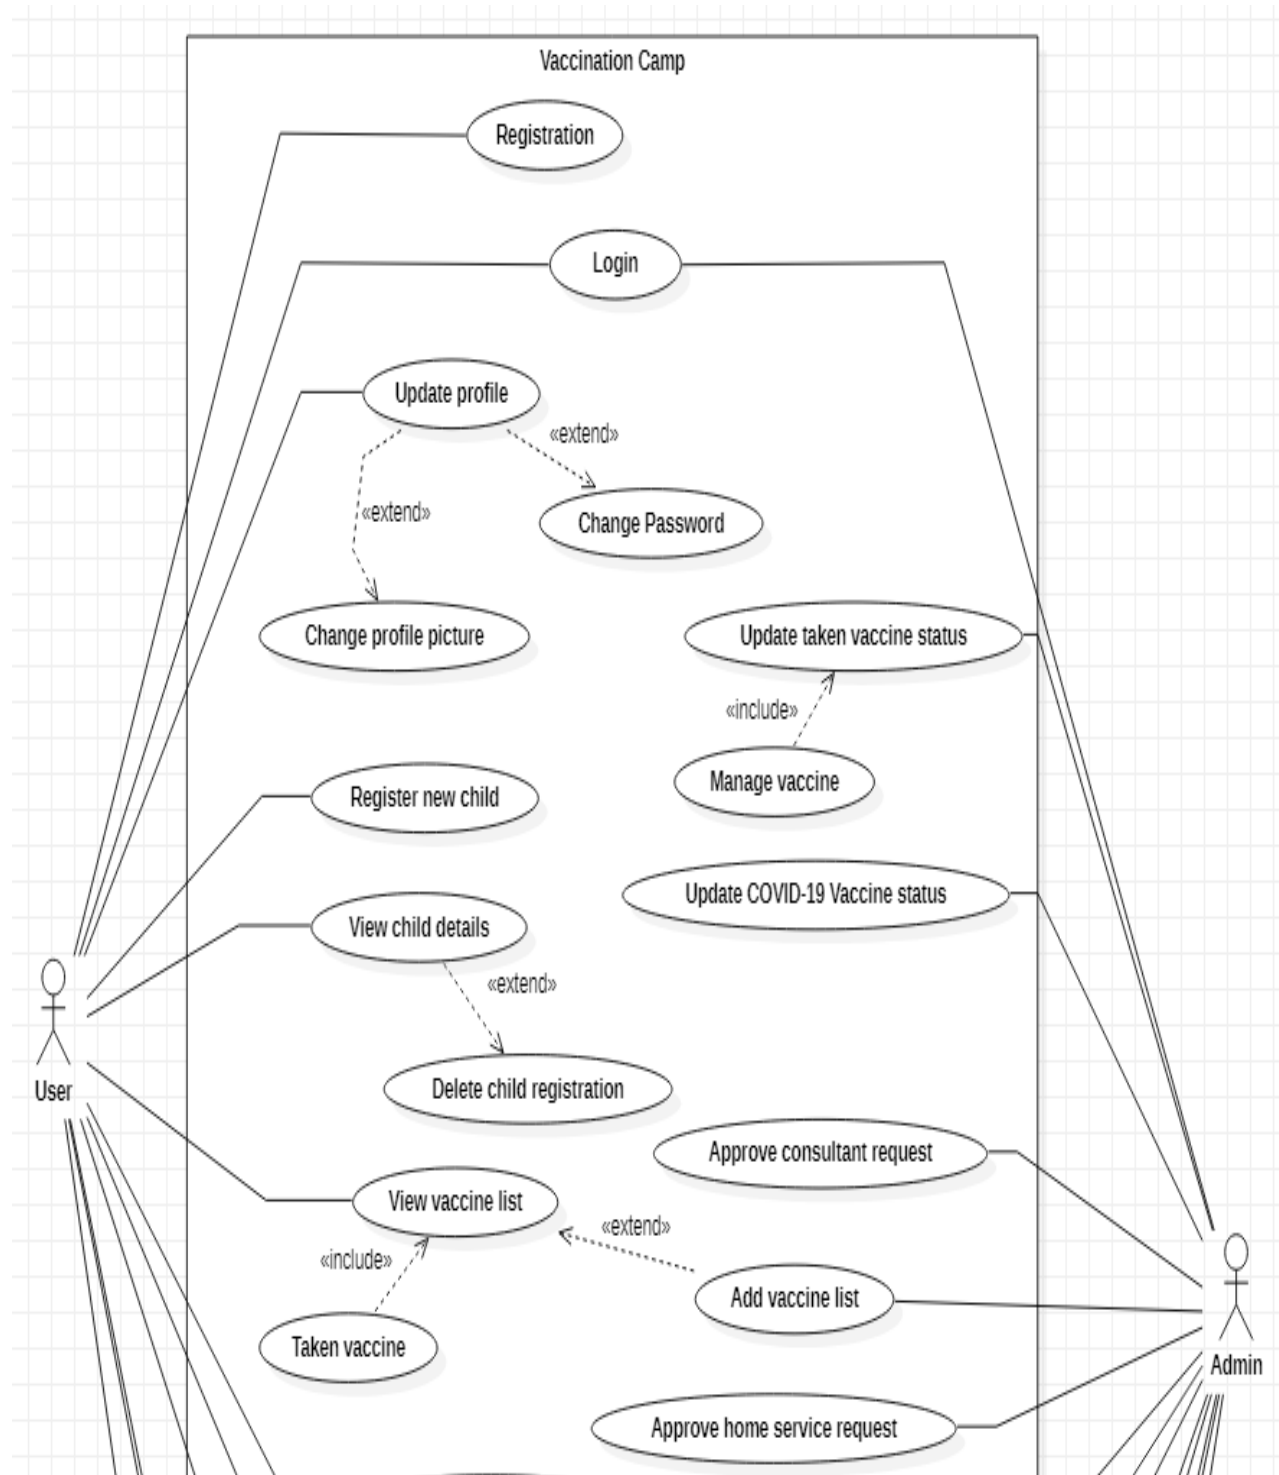 Vaccination Camp
Registration
Login
Update profile
«extend»
Change Password
«extend»
Change profile picture
Update taken vaccine status
«include»
Manage vaccine
Register new child
Update COVID-19 Vaccine status
View child details
«extend»
User
Delete child registration
Approve consultant request
View vaccine list
«extend»
«include»
Add vaccine list
Taken vaccine
Admin
Approve home service request